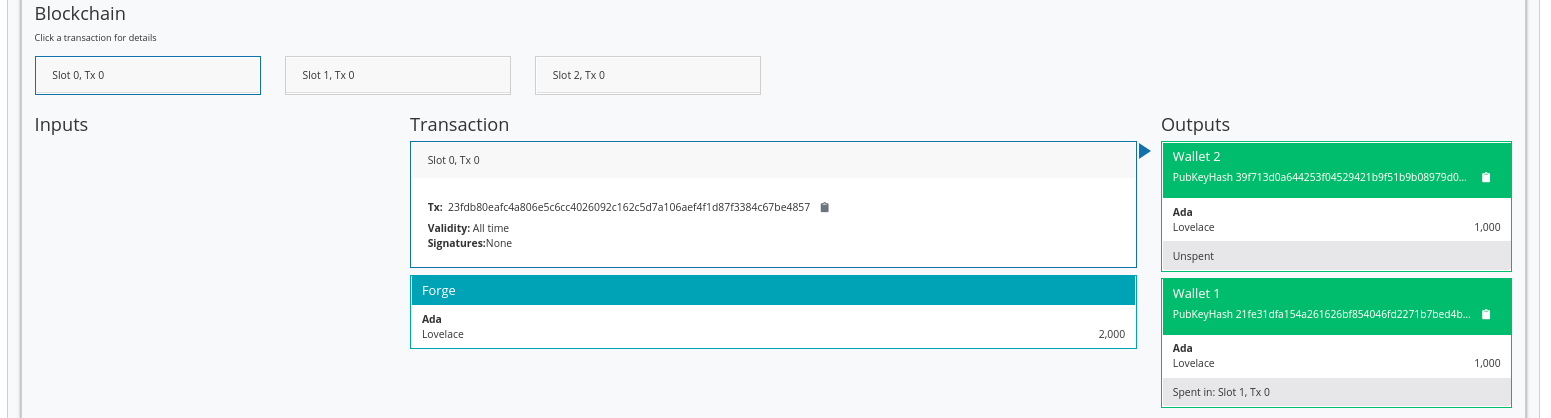 Blockchain
Click a transaction for details
Slot 0, Tx 0
Slot 1, Tx 0
Slot 2, Tx 0
Inputs
Transaction
Slot 0, Tx 0
Tx: 23fdb80eafc4a806e5c6cc4026092c162c5d7a106aef4f1d87f3384c67be4857
Validity: All time
Signatures:None
Forge
Ada
Lovelace 2,000
Outputs
Wallet 2
PubKeyHash 39f713d0a644253f04529421b9f51b9b08979d0...
Ada
Lovelace 1,000
Unspent
Wallet 1
PubKeyHash 21fe31dfa154a261626bf854046fd2271b7bed4b...
Ada
Lovelace 1,000
Spent in: Slot 1, Tx 0